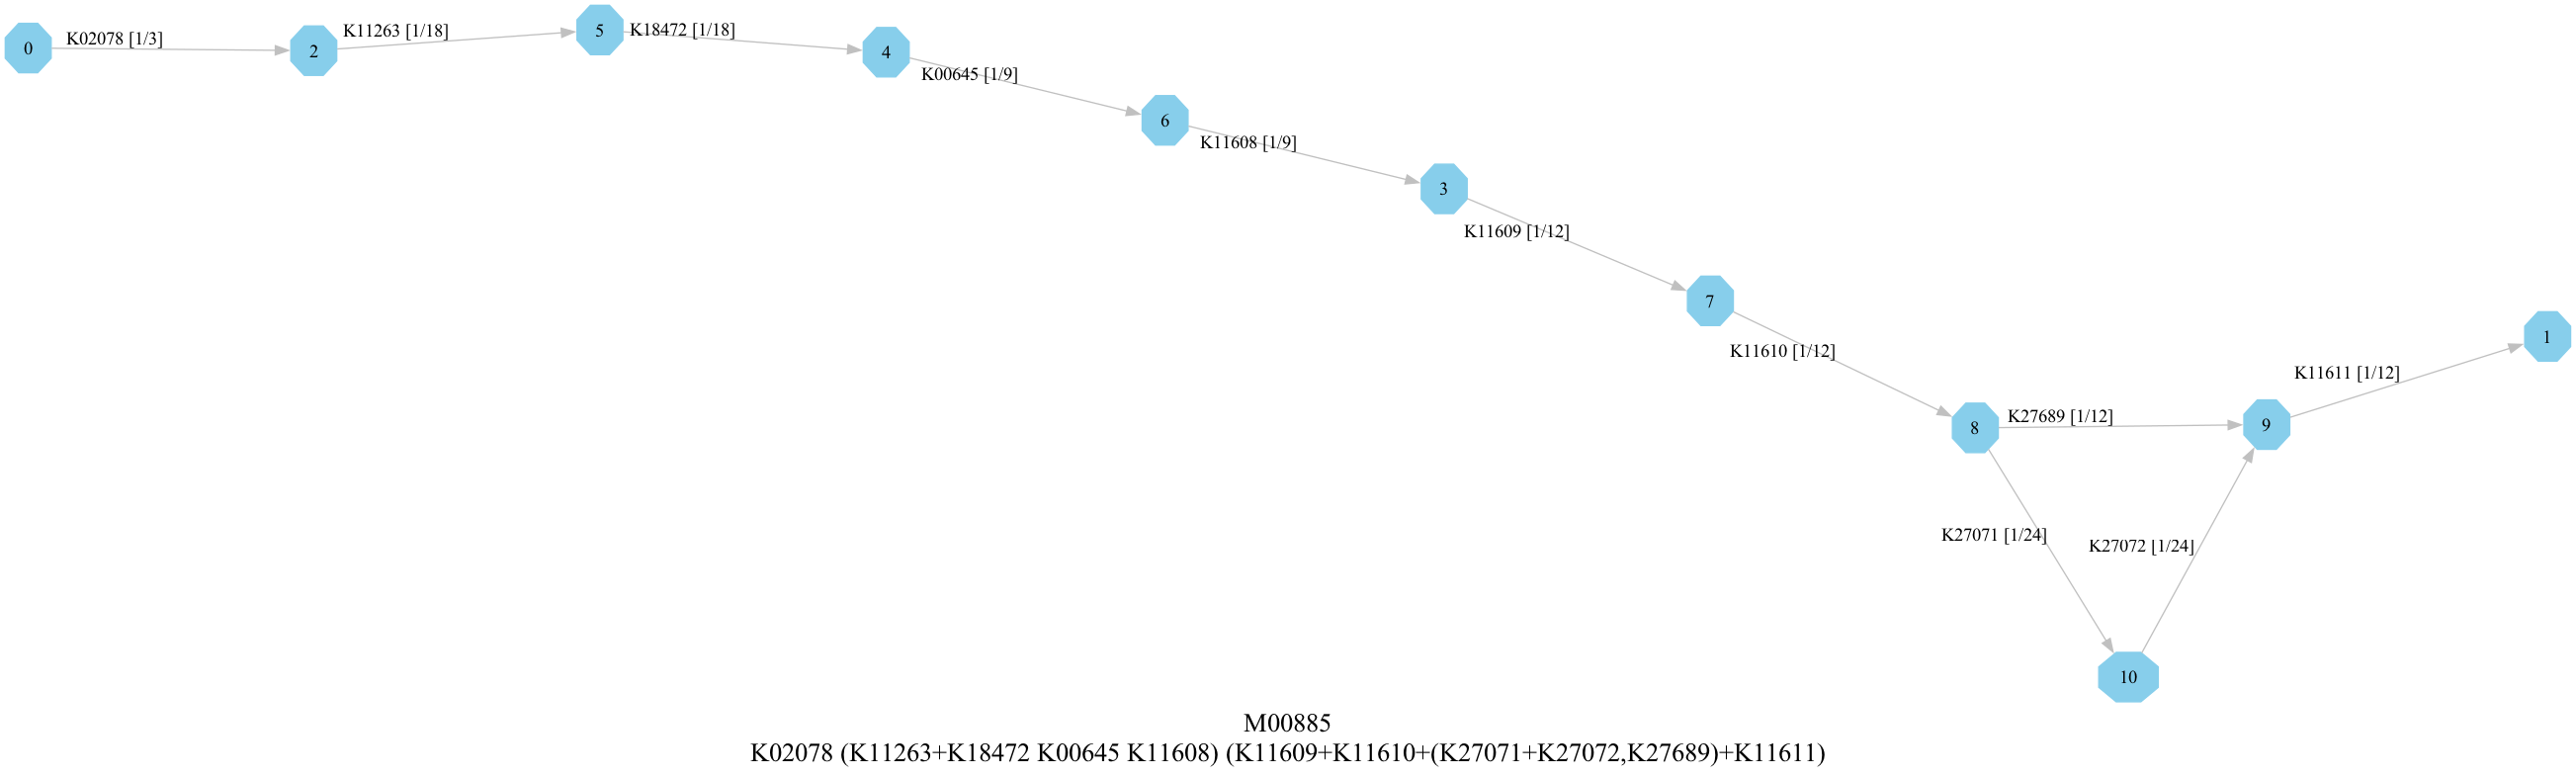 0
K02078 [1/3]
2
K11263 [1/18]
5
K18472 [1/18]
4
K00645 [1/9]
6
K11608 [1/9]
3
K11609 [1/12]
7
K11610 [1/12]
8
K27689 [1/12]
9
K11611 [1/12]
1
K27071 [1/24]
K27072 [1/24]
10
M00885
K02078 (K11263+K18472 K00645 K11608) (K11609+K11610+(K27071+K27072,K27689)+K11611)